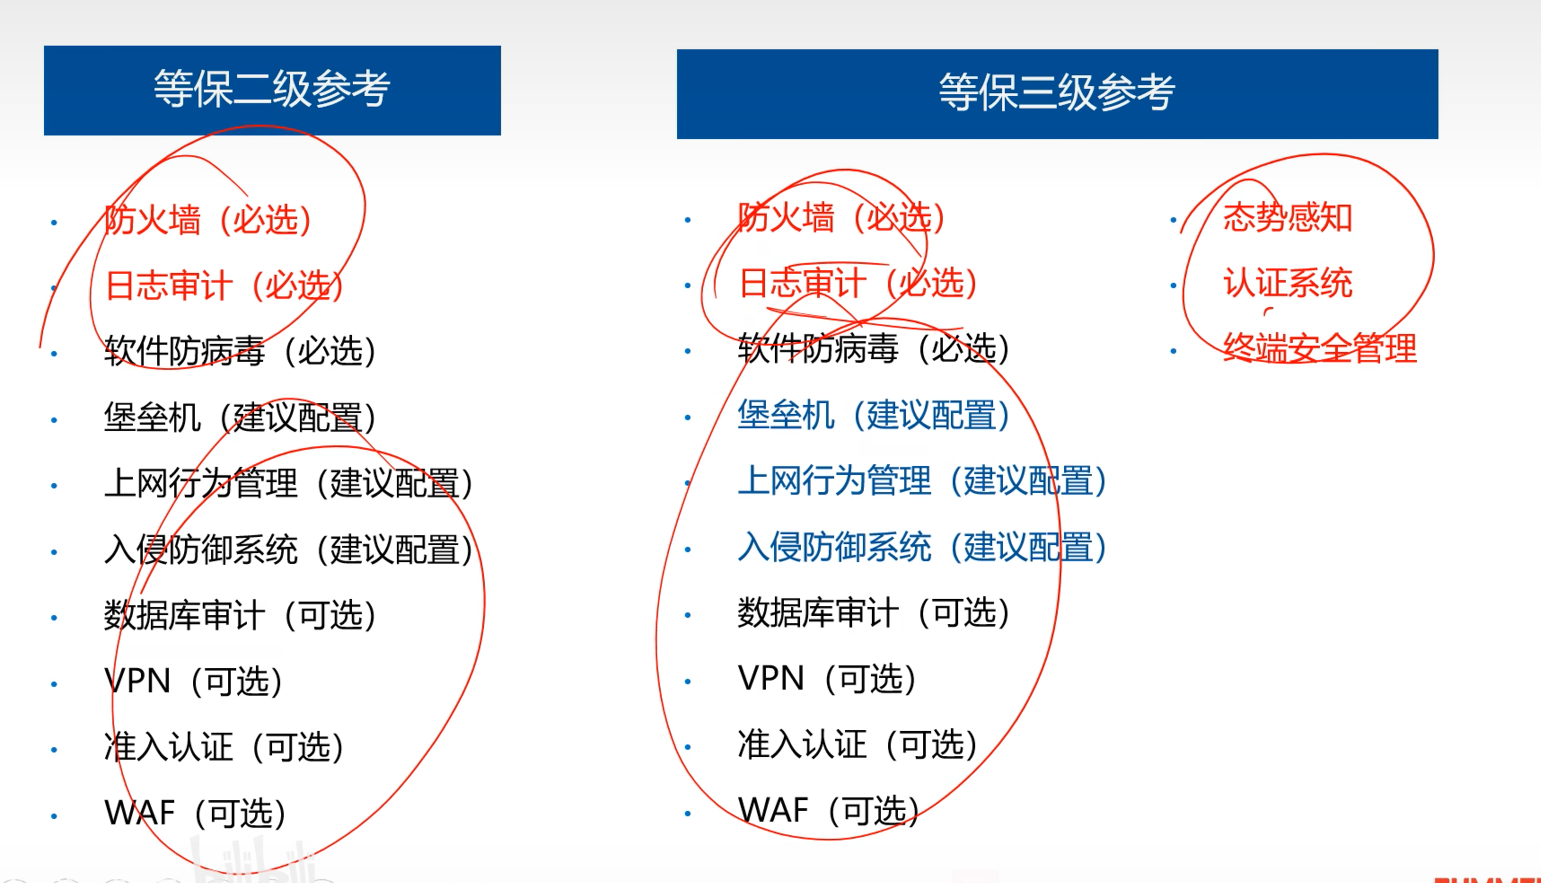 等保二级参考
防火墙（必选）
日志审计（必选）
软件防病毒（必选）
堡垒机（建议配置）
上网行为管理（建议配置）
入侵防御系统（建议配置）
数据库审计（可选）
VPN（可选）
准入认证（可选）
WAF（可选）
等保三级参考
防火墙（必选）
日志审计（必选）
软件防病毒（必选）
堡垒机（建议配置）
上网行为管理（建议配置）
入侵防御系统（建议配置）
数据库审计（可选）
VPN（可选）
准入认证（可选）
WAF（可选）
态势感知
认证系统
终端安全管理
bilibili